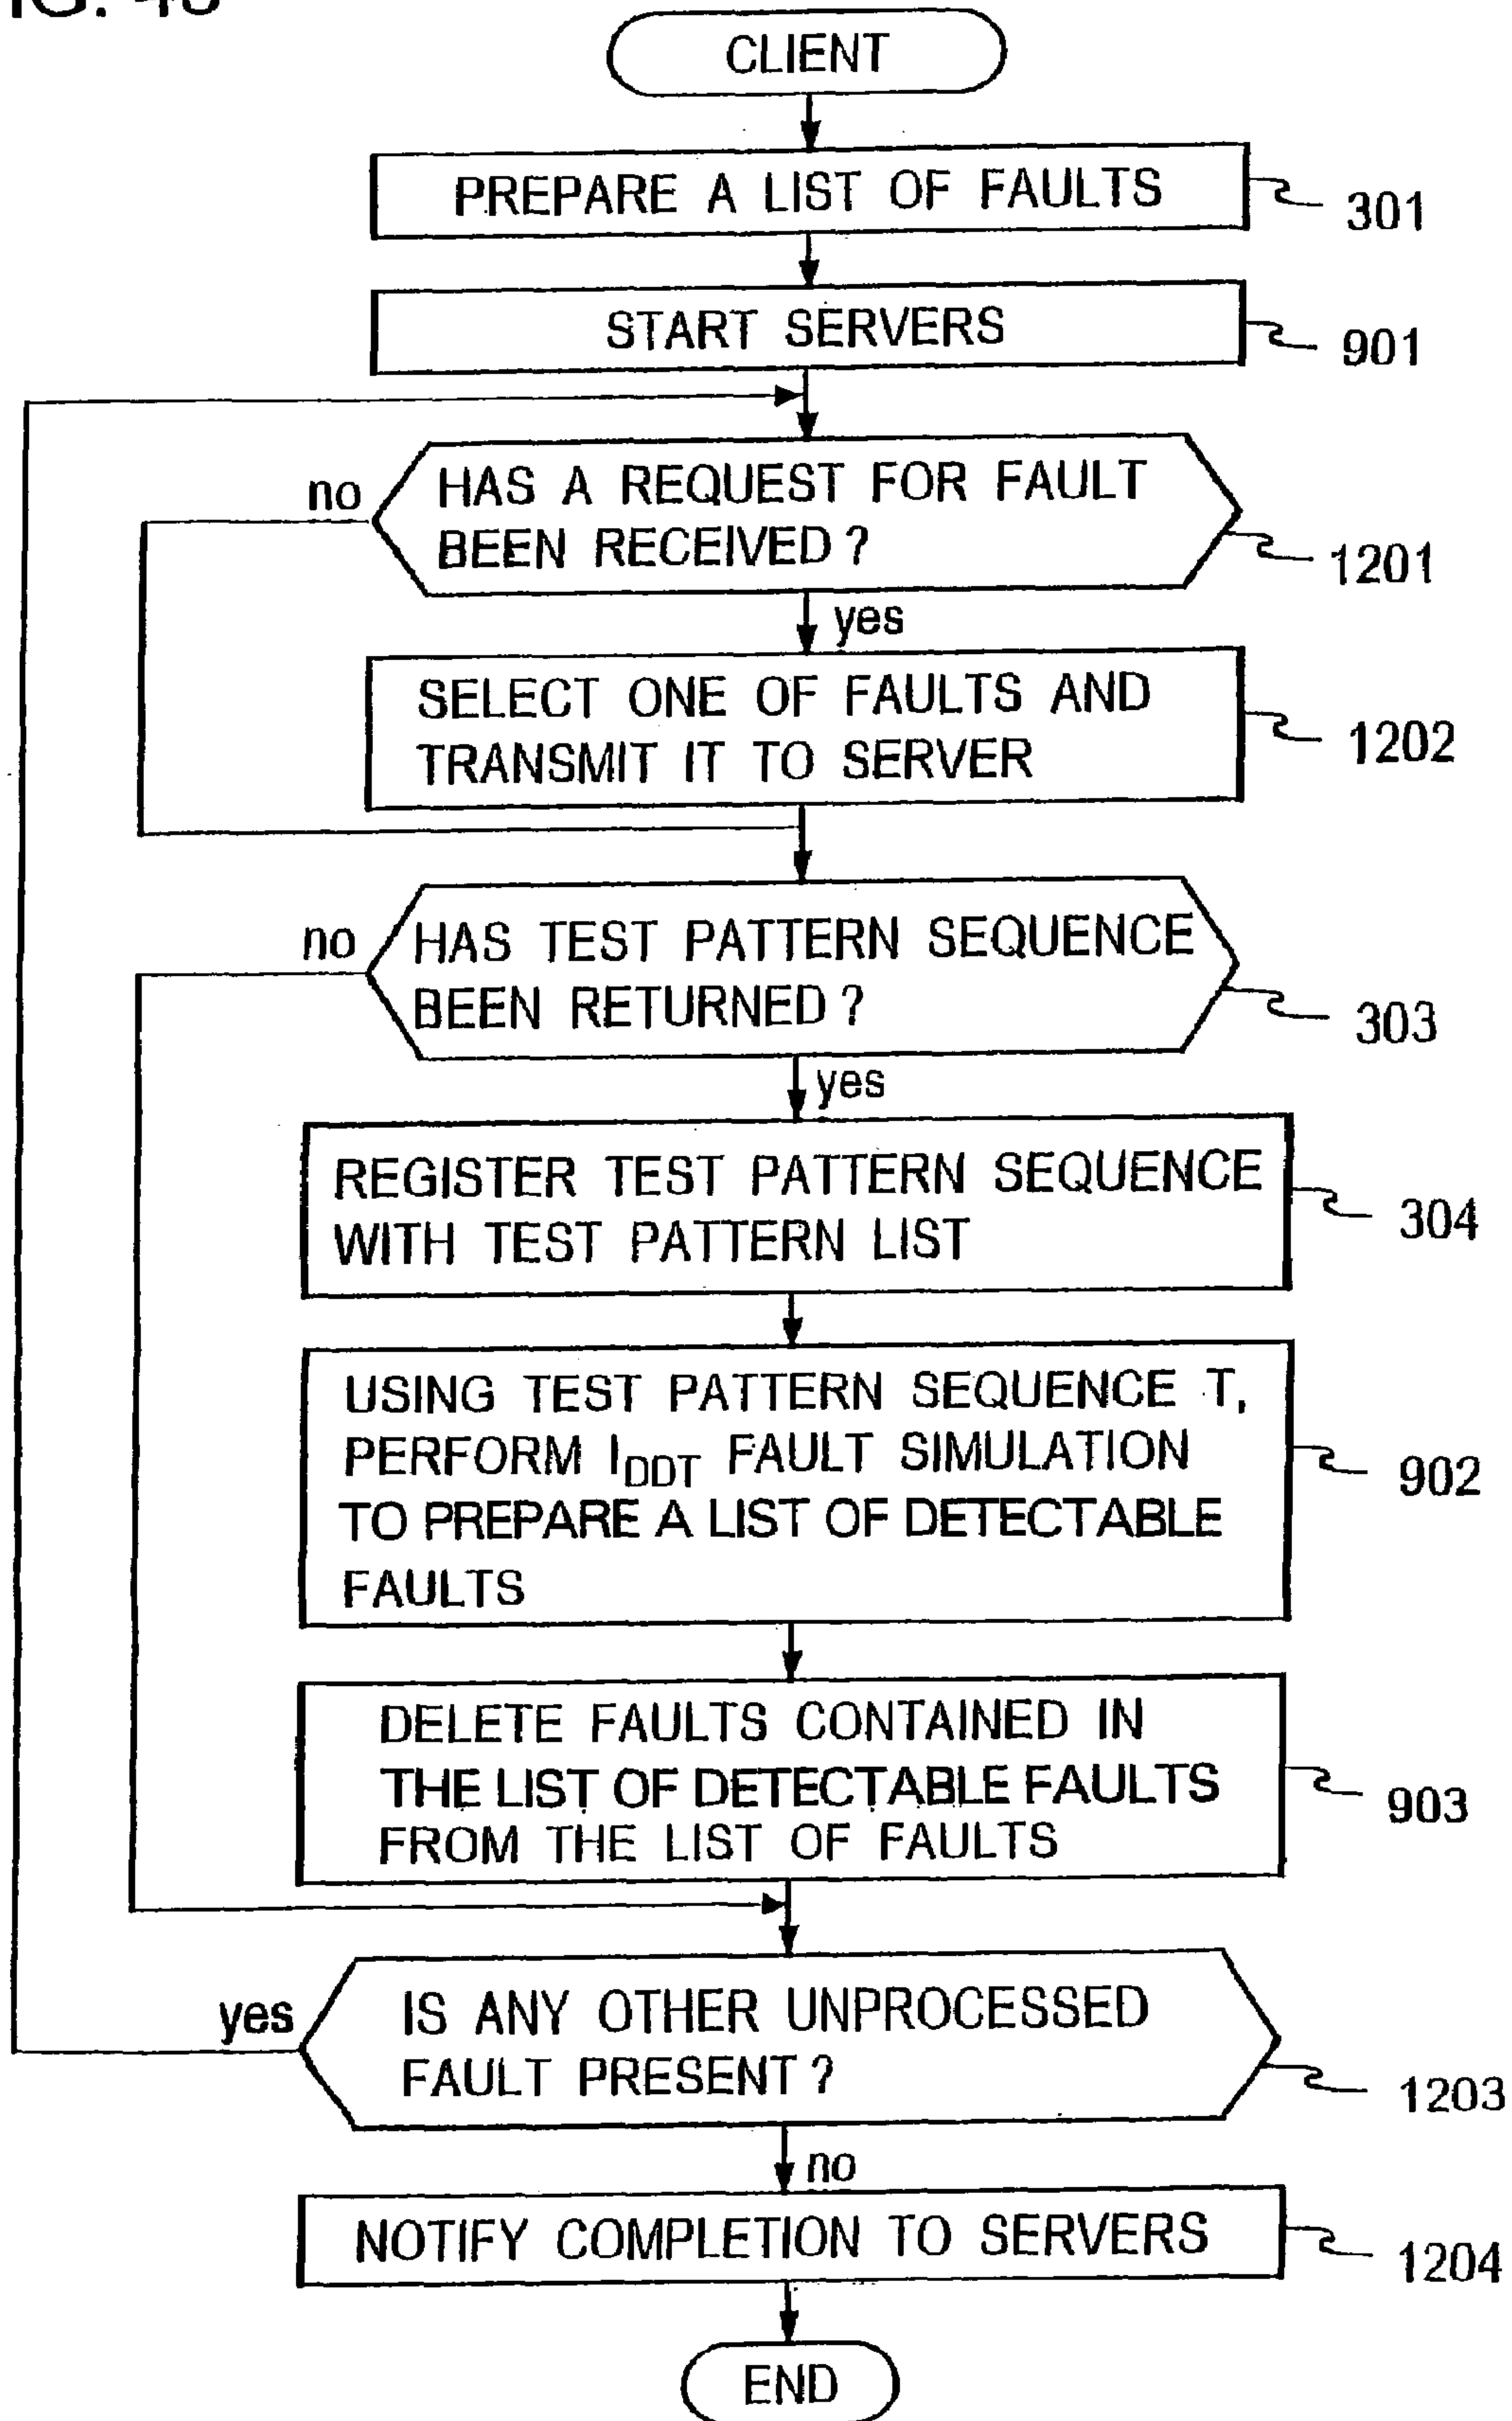 CLIENT
PREPARE A LIST OF FAULTS
301
START SERVERS
901
no
HAS A REQUEST FOR FAULT
BEEN RECEIVED ?
1201
yes
SELECT ONE OF FAULTS AND
TRANSMIT IT TO SERVER
1202
no
HAS TEST PATTERN SEQUENCE
BEEN RETURNED ?
303
yes
REGISTER TEST PATTERN SEQUENCE
WITH TEST PATTERN LIST
304
USING TEST PATTERN SEQUENCE T,
PERFORM IDDT FAULT SIMULATION
TO PREPARE A LIST OF DETECTABLE
FAULTS
902
DELETE FAULTS CONTAINED IN
THE LIST OF DETECTABLE FAULTS
FROM THE LIST OF FAULTS
903
yes
IS ANY OTHER UNPROCESSED
FAULT PRESENT ?
1203
no
NOTIFY COMPLETION TO SERVERS
1204
END